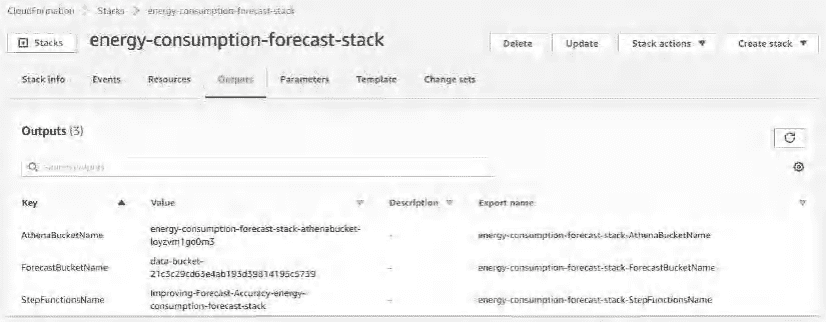 CloudFormation > Stacks > energy-consumption-forecast-stack
Stacks energy-consumption-forecast-stack Delete Update Stack actions Create stack
Stack info Events Resources Outputs Parameters Template Change sets
Outputs (3)
Search outputs
Key Value Description Export name
AthenaBucketName energy-consumption-forecast-stack-athenabucket- - energy-consumption-forecast-stack-AthenaBucketName
ForecastBucketName data-bucket- - energy-consumption-forecast-stack-ForecastBucketName
StepFunctionsName Improving-Forecast-Accuracy-energy- - energy-consumption-forecast-stack-StepFunctionsName
consumption-forecast-stack